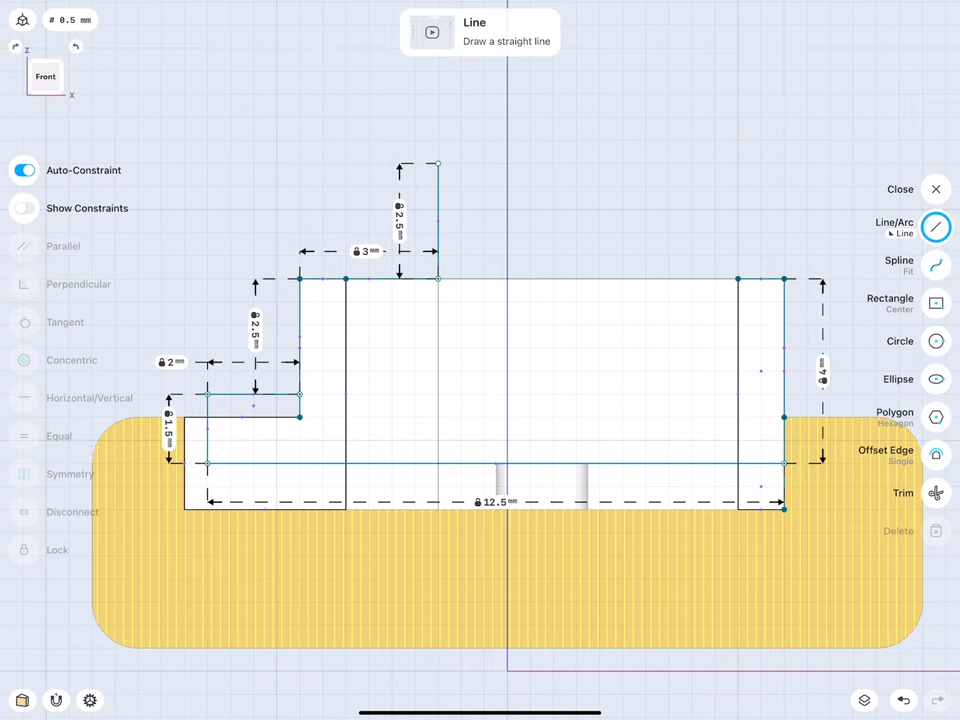 # 0.5 mm
Line
Draw a straight line
Z
Front
X
Auto-Constraint
Show Constraints
Parallel
Perpendicular
Tangent
Concentric
Horizontal/Vertical
Equal
Symmetry
Disconnect
Lock
2.5 mm
3 mm
2.5 mm
2 mm
1.5 mm
4 mm
12.5 mm
Close
Line/Arc
Line
Spline
Fit
Rectangle
Center
Circle
Ellipse
Polygon
Hexagon
Offset Edge
Single
Trim
Delete